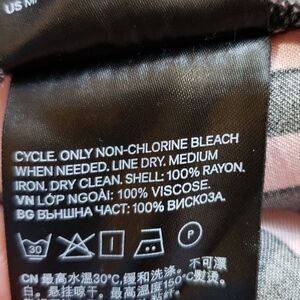 US M
CYCLE. ONLY NON-CHLORINE BLEACH
WHEN NEEDED. LINE DRY. MEDIUM
IRON. DRY CLEAN. SHELL: 100% RAYON.
VN LỚP NGOÀI: 100% VISCOSE.
BG ВЪНШНА ЧАСТ: 100% ВИСКОЗА.
30 P
CN 最高水温30°C,缓和洗涤。不可漂
白。悬挂晾干。最高温度150°C熨烫。